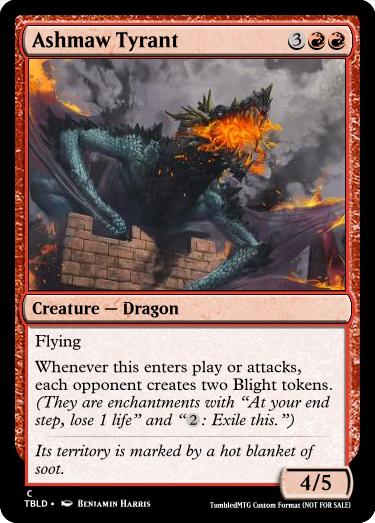 Ashmaw Tyrant 3
Creature — Dragon
Flying
Whenever this enters play or attacks,
each opponent creates two Blight tokens.
(They are enchantments with “At your end
step, lose 1 life” and “2: Exile this.”)
Its territory is marked by a hot blanket of
soot.
4/5
C
TBLD • Benjamin Harris
TumbledMTG Custom Format (NOT FOR SALE)